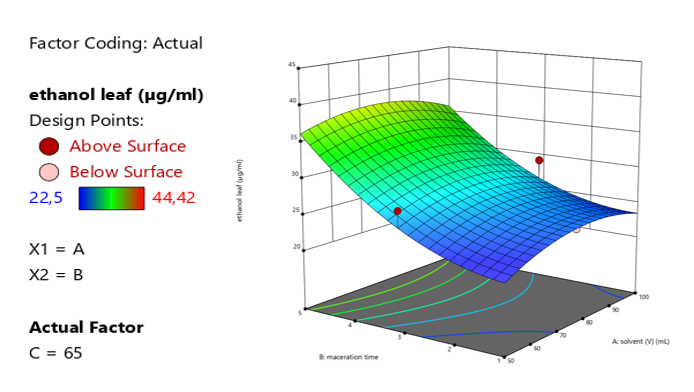 Factor Coding: Actual
ethanol leaf (µg/ml)
Design Points:
Above Surface
Below Surface
22,5 44,42
X1 = A
X2 = B
Actual Factor
C = 65
45
40
35
30
25
20
ethanol leaf (µg/ml)
5
4
3
2
1
B: maceration time
50
60
70
80
90
100
A: solvent (V) (mL)